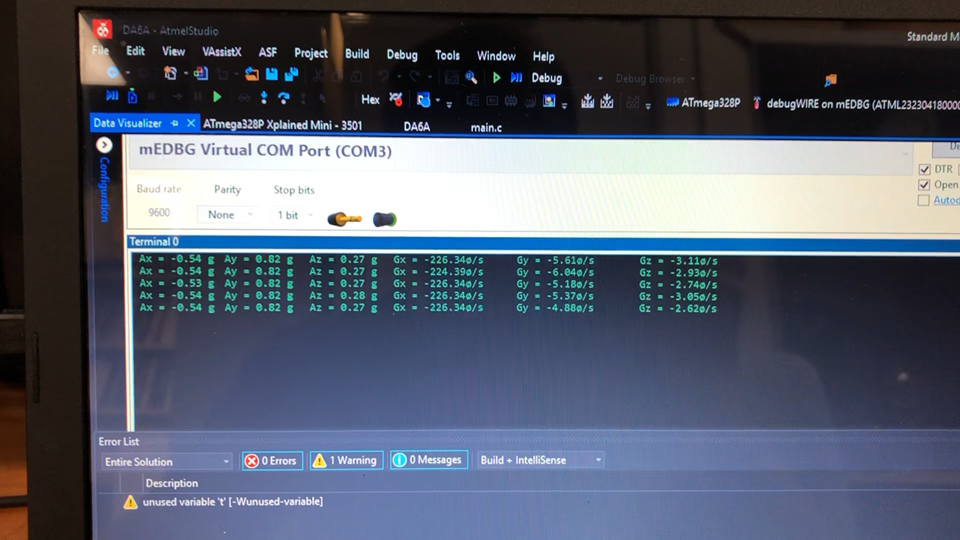 DA6A - AtmelStudio
Standard M
File Edit View VAssistX ASF Project Build Debug Tools Window Help
Debug Debug Browser
Hex ATmega328P debugWIRE on mEDBG (ATML23230418000
Data Visualizer ATmega328P Xplained Mini - 3501 DA6A main.c
Configuration
mEDBG Virtual COM Port (COM3)
Baud rate Parity Stop bits
DTR
9600 None 1 bit
Open
Terminal 0
Ax = -0.54 g Ay = 0.82 g Az = 0.27 g Gx = -226.34ø/s Gy = -5.61ø/s Gz = -3.11ø/s
Ax = -0.54 g Ay = 0.82 g Az = 0.27 g Gx = -224.39ø/s Gy = -6.04ø/s Gz = -2.93ø/s
Ax = -0.53 g Ay = 0.82 g Az = 0.27 g Gx = -226.34ø/s Gy = -5.18ø/s Gz = -2.74ø/s
Ax = -0.54 g Ay = 0.82 g Az = 0.28 g Gx = -226.34ø/s Gy = -5.37ø/s Gz = -3.05ø/s
Ax = -0.54 g Ay = 0.82 g Az = 0.27 g Gx = -226.34ø/s Gy = -4.88ø/s Gz = -2.62ø/s
Error List
Entire Solution 0 Errors 1 Warning 0 Messages Build + IntelliSense
Description
unused variable 't' [-Wunused-variable]